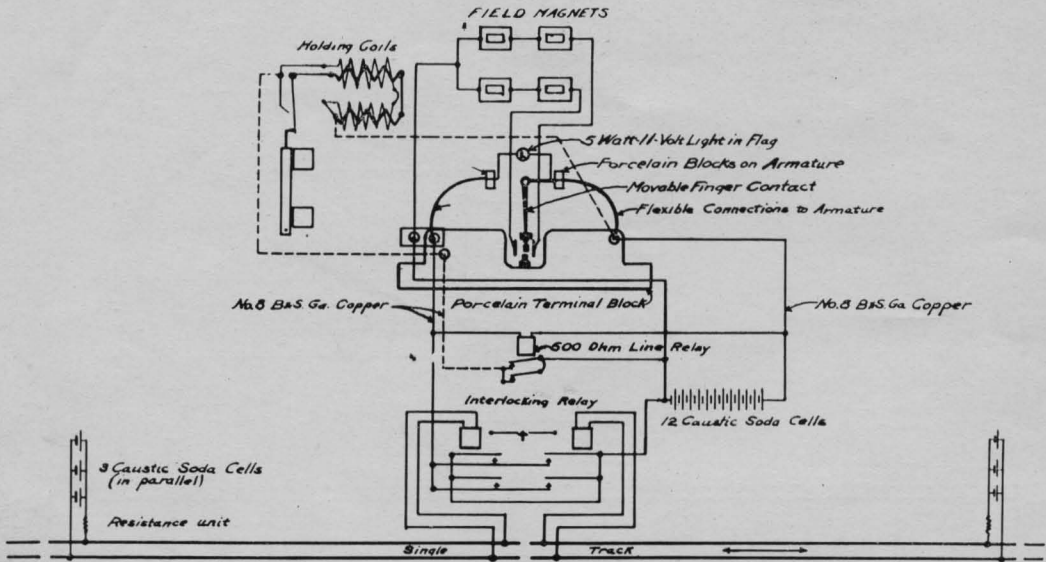 FIELD MAGNETS
Holding Coils
5 Watt-11-Volt Light in Flag
Porcelain Blocks on Armature
Movable Finger Contact
Flexible Connections to Armature
No.8 B&S. Ga. Copper
Porcelain Terminal Block
No.8 B&S. Ga Copper
500 Ohm Line Relay
Interlocking Relay
12 Caustic Soda Cells
3 Caustic Soda Cells
(in parallel)
Resistance unit
Single
Track